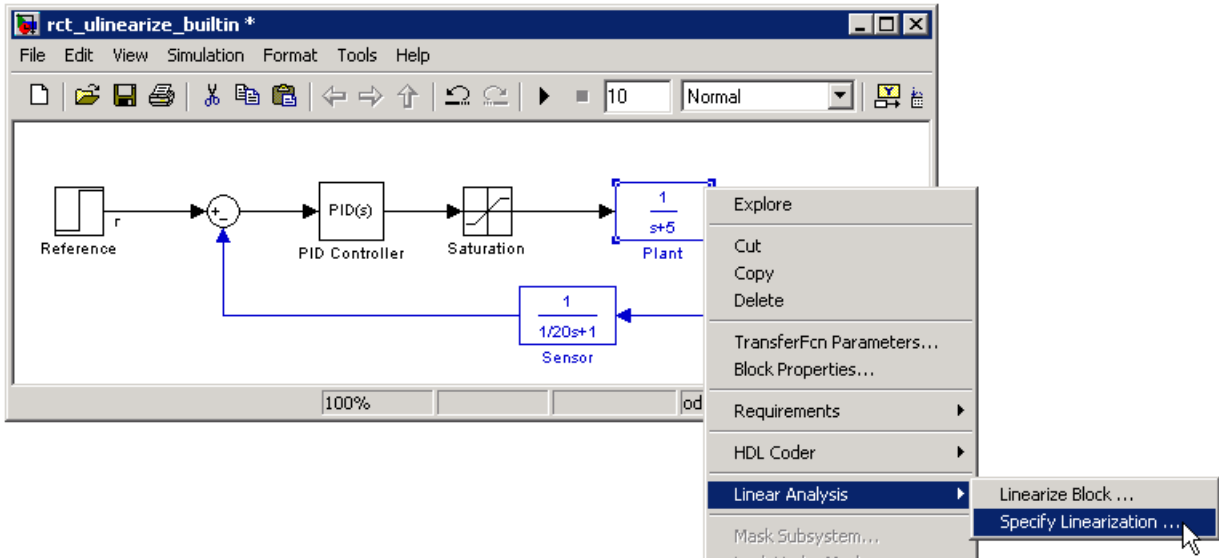 rct_ulinearize_builtin *
File Edit View Simulation Format Tools Help
10 Normal
r
Reference
+
−
PID(s)
PID Controller
Saturation
1
s+5
Plant
1
1/20s+1
Sensor
100%
od
Explore
Cut
Copy
Delete
TransferFcn Parameters...
Block Properties...
Requirements
HDL Coder
Linear Analysis
Linearize Block ...
Specify Linearization ...
Mask Subsystem...